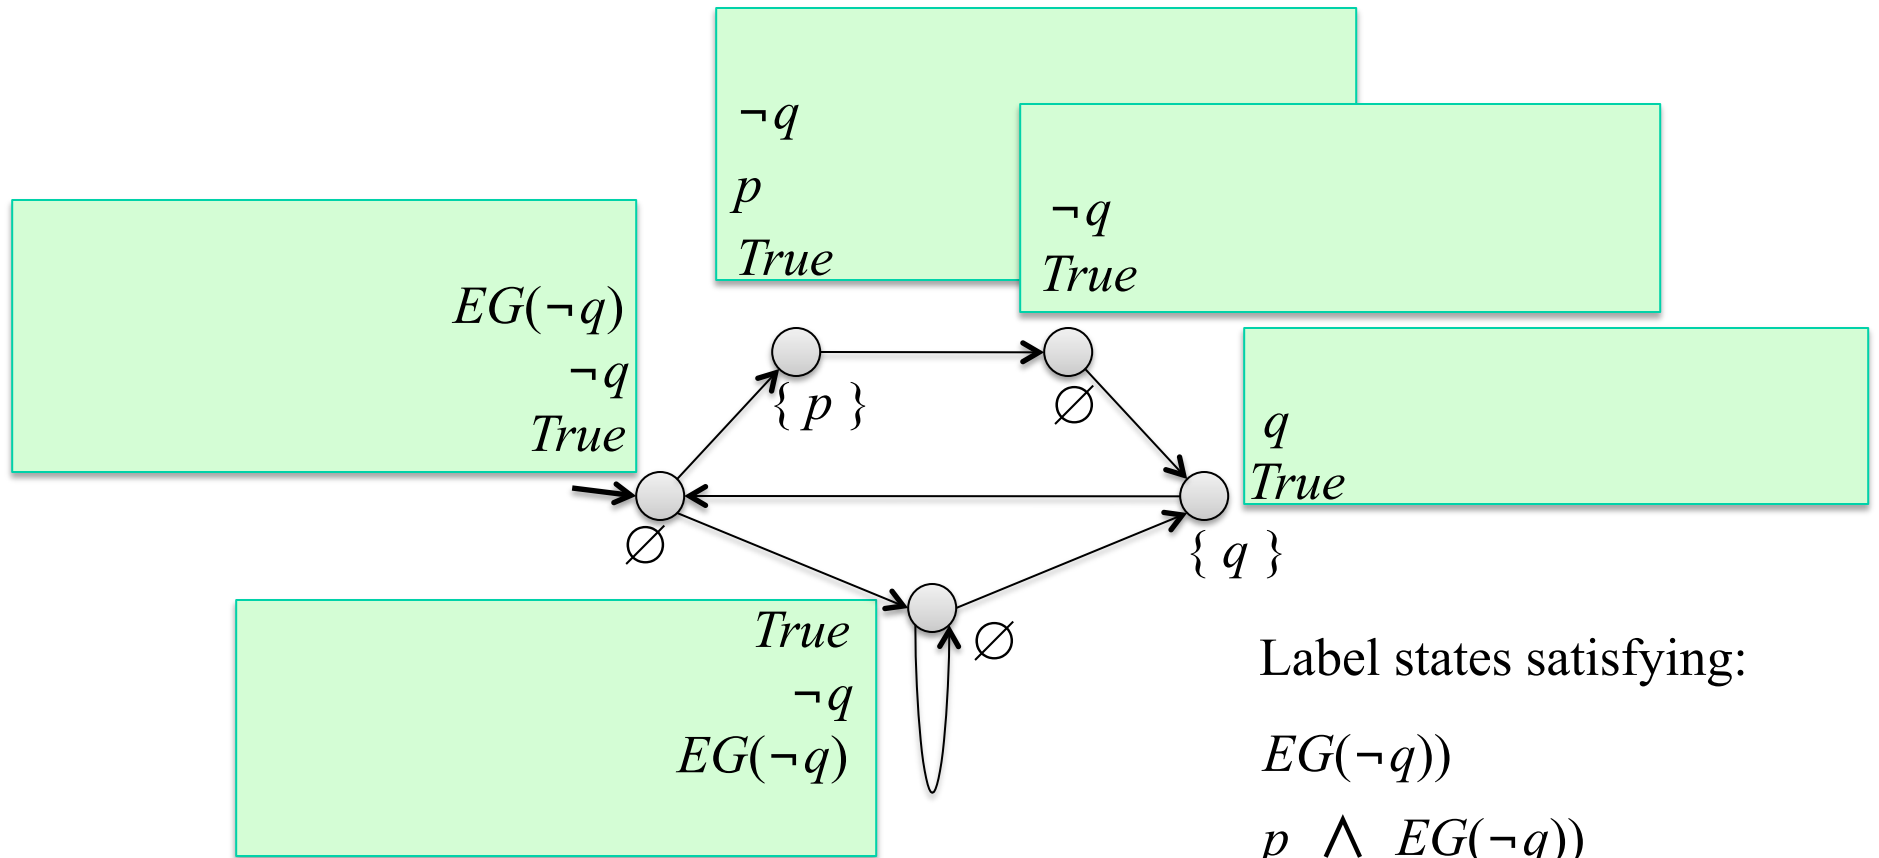 ¬q
p
True
¬q
True
EG(¬q)
¬q
True
{ p }
∅
q
True
∅
{ q }
True
¬q
EG(¬q)
∅
Label states satisfying:
EG(¬q))
p ∧ EG(¬q))